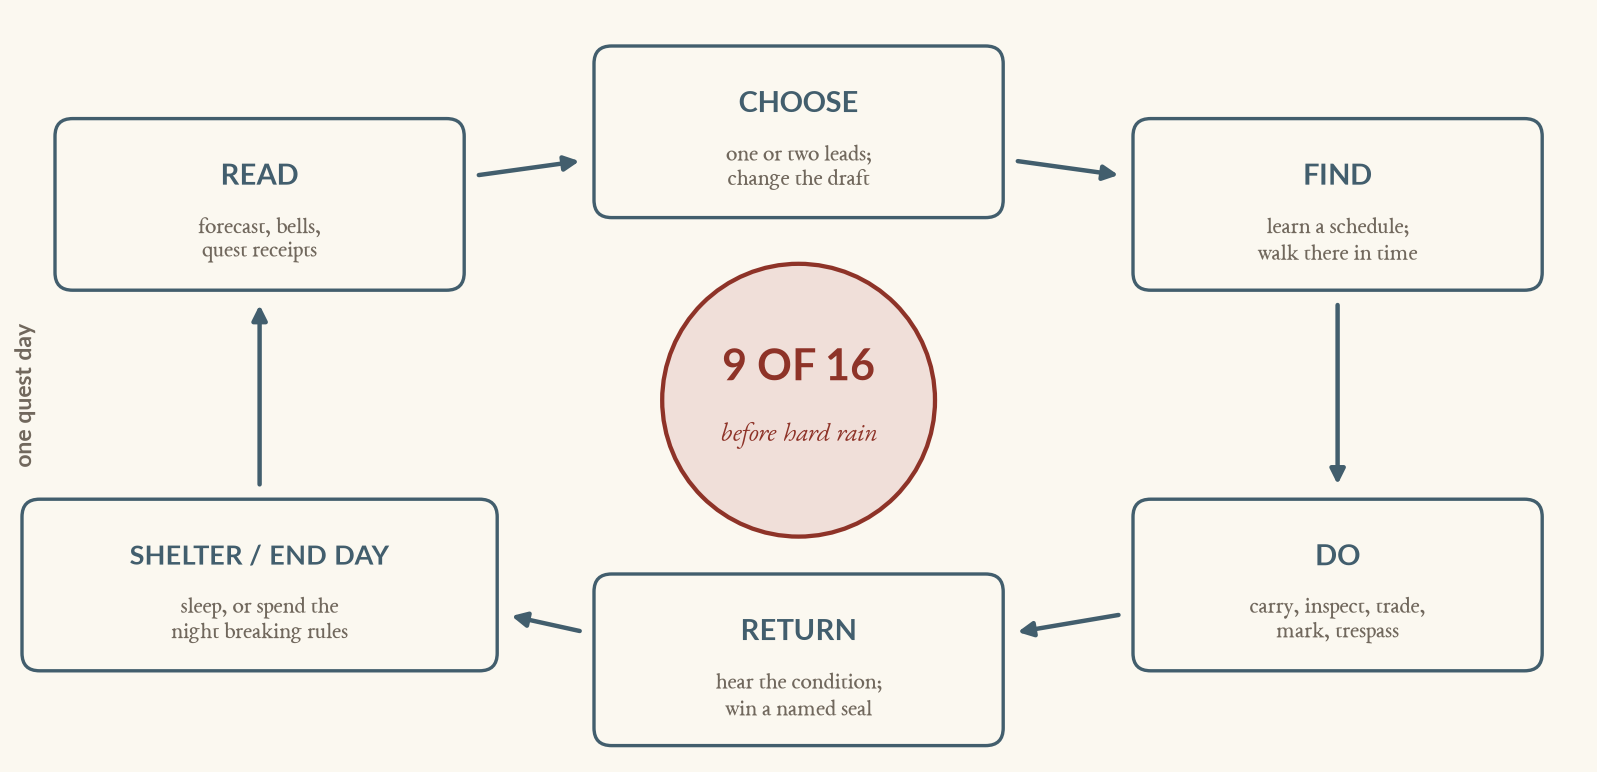 CHOOSE
one or two leads;
change the draft
READ
forecast, bells,
quest receipts
FIND
learn a schedule;
walk there in time
one quest day
9 OF 16
before hard rain
SHELTER / END DAY
sleep, or spend the
night breaking rules
RETURN
hear the condition;
win a named seal
DO
carry, inspect, trade,
mark, trespass